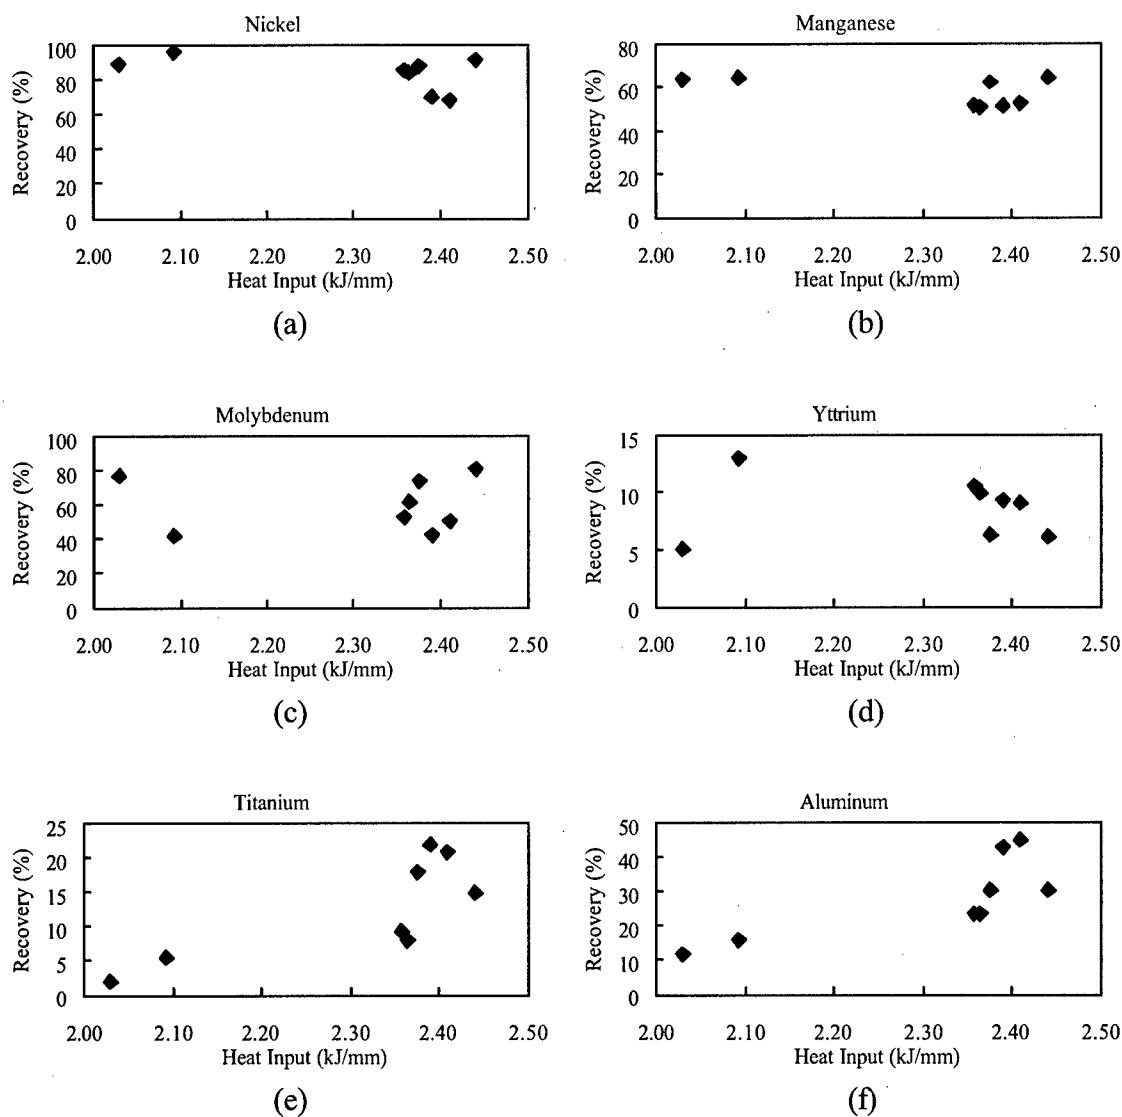 Nickel
Recovery (%)
100
80
60
40
20
0
2.00 2.10 2.20 2.30 2.40 2.50
Heat Input (kJ/mm)
(a)
Manganese
Recovery (%)
80
60
40
20
0
2.00 2.10 2.20 2.30 2.40 2.50
Heat Input (kJ/mm)
(b)
Molybdenum
Recovery (%)
100
80
60
40
20
0
2.00 2.10 2.20 2.30 2.40 2.50
Heat Input (kJ/mm)
(c)
Yttrium
Recovery (%)
15
10
5
0
2.00 2.10 2.20 2.30 2.40 2.50
Heat Input (kJ/mm)
(d)
Titanium
Recovery (%)
25
20
15
10
5
0
2.00 2.10 2.20 2.30 2.40 2.50
Heat Input (kJ/mm)
(e)
Aluminum
Recovery (%)
50
40
30
20
10
0
2.00 2.10 2.20 2.30 2.40 2.50
Heat Input (kJ/mm)
(f)